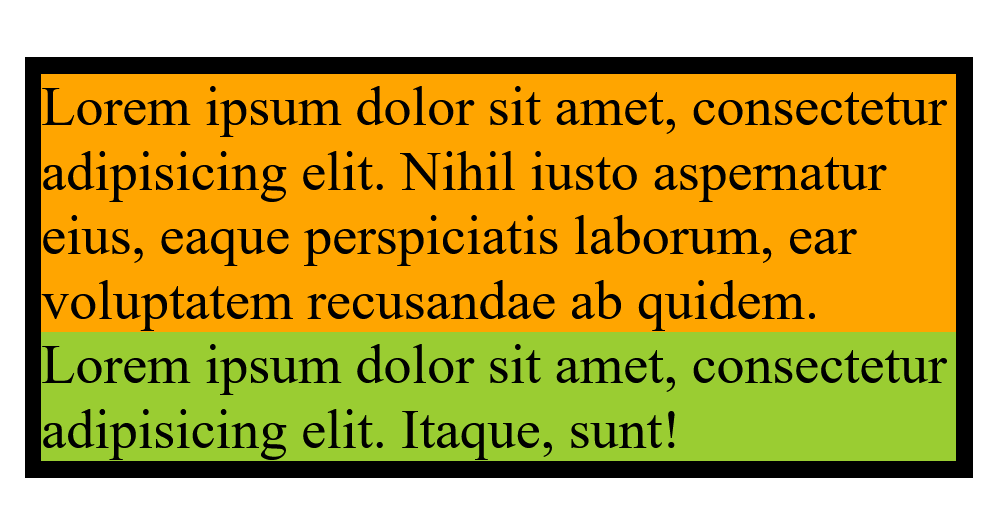 Lorem ipsum dolor sit amet, consectetur
adipisicing elit. Nihil iusto aspernatur
eius, eaque perspiciatis laborum, ear
voluptatem recusandae ab quidem.
Lorem ipsum dolor sit amet, consectetur
adipisicing elit. Itaque, sunt!